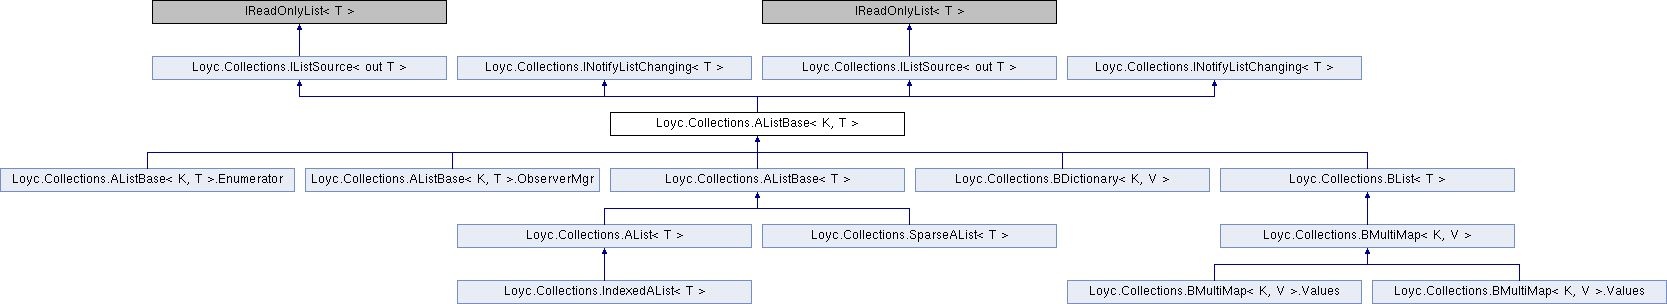 IReadOnlyList< T >
IReadOnlyList< T >
Loyc.Collections.IListSource< out T >
Loyc.Collections.INotifyListChanging< T >
Loyc.Collections.IListSource< out T >
Loyc.Collections.INotifyListChanging< T >
Loyc.Collections.AListBase< K, T >
Loyc.Collections.AListBase< K, T >.Enumerator
Loyc.Collections.AListBase< K, T >.ObserverMgr
Loyc.Collections.AListBase< T >
Loyc.Collections.BDictionary< K, V >
Loyc.Collections.BList< T >
Loyc.Collections.AList< T >
Loyc.Collections.SparseAList< T >
Loyc.Collections.BMultiMap< K, V >
Loyc.Collections.IndexedAList< T >
Loyc.Collections.BMultiMap< K, V >.Values
Loyc.Collections.BMultiMap< K, V >.Values